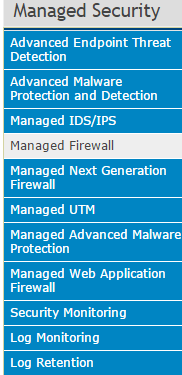 Managed Security
Advanced Endpoint Threat
Detection
Advanced Malware
Protection and Detection
Managed IDS/IPS
Managed Firewall
Managed Next Generation
Firewall
Managed UTM
Managed Advanced Malware
Protection
Managed Web Application
Firewall
Security Monitoring
Log Monitoring
Log Retention